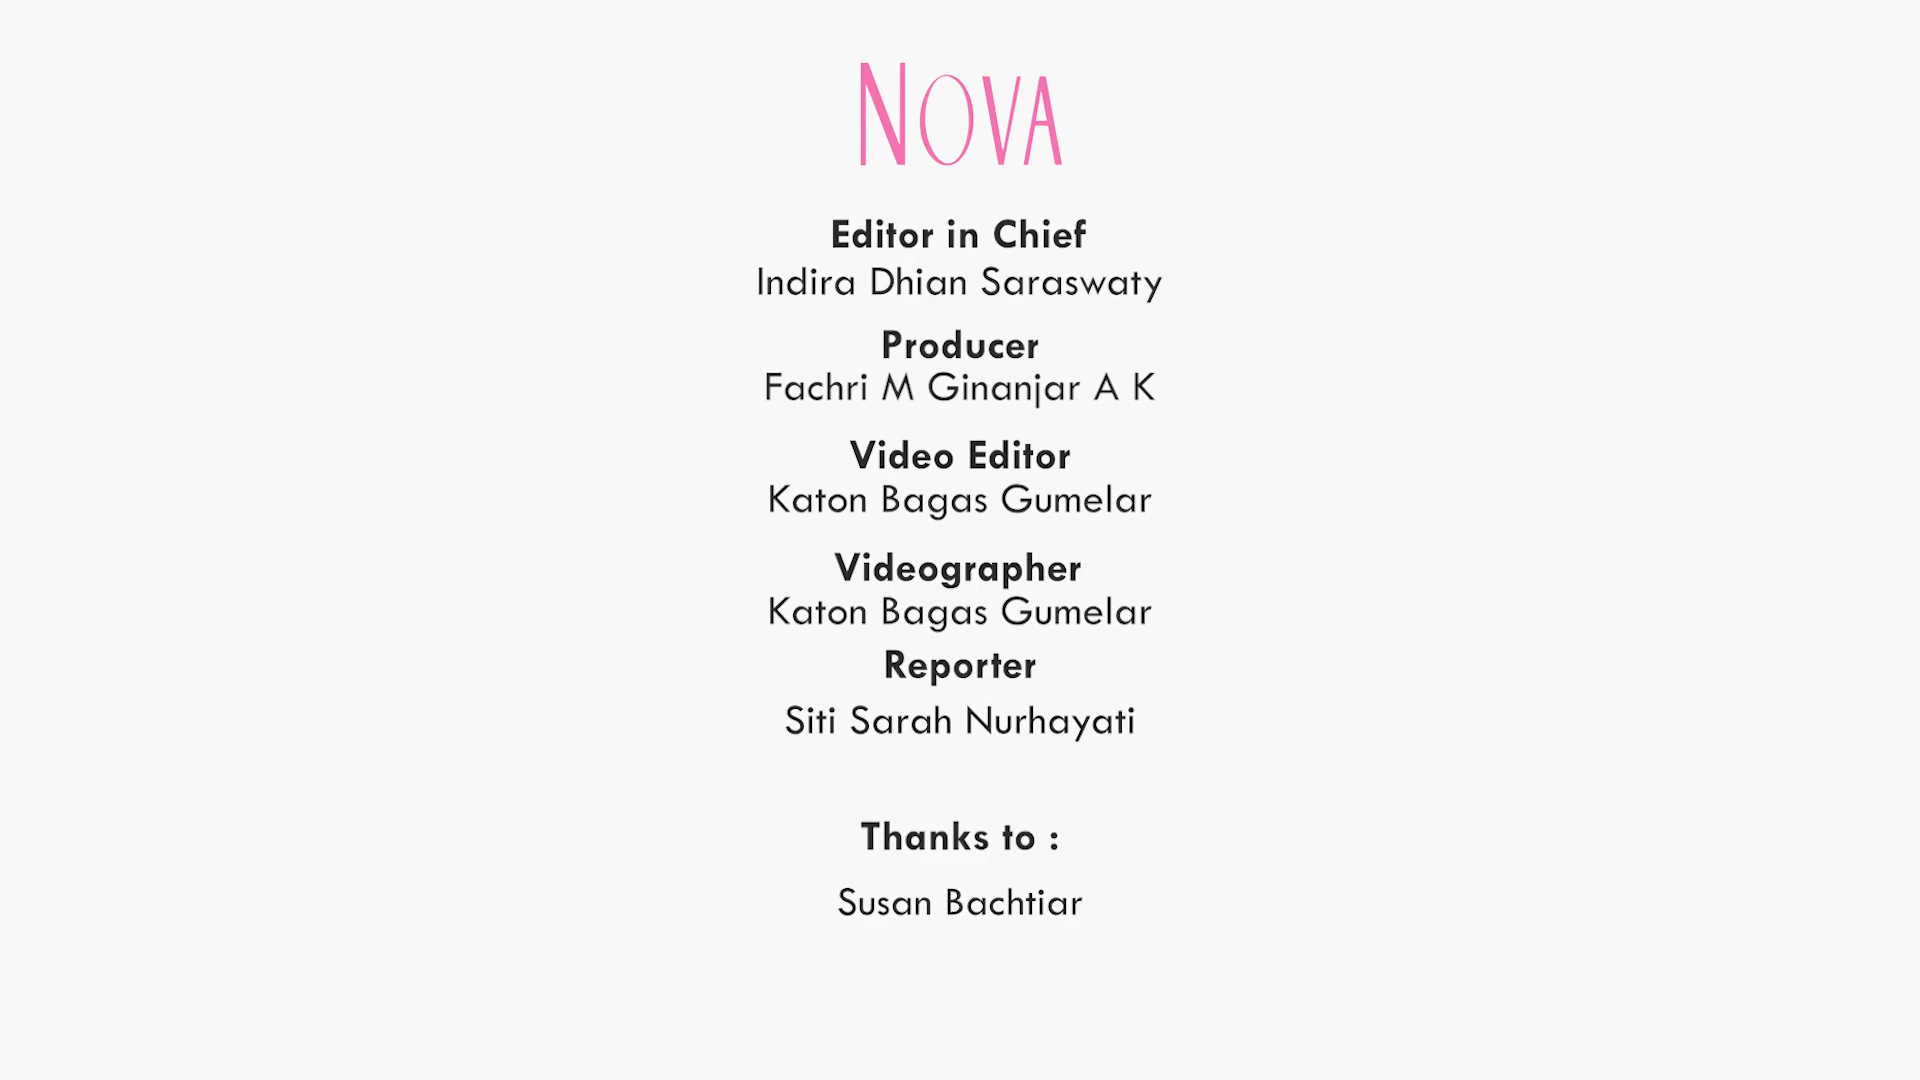 NOVA
Editor in Chief
Indira Dhian Saraswaty
Producer
Fachri M Ginanjar A K
Video Editor
Katon Bagas Gumelar
Videographer
Katon Bagas Gumelar
Reporter
Siti Sarah Nurhayati
Thanks to :
Susan Bachtiar